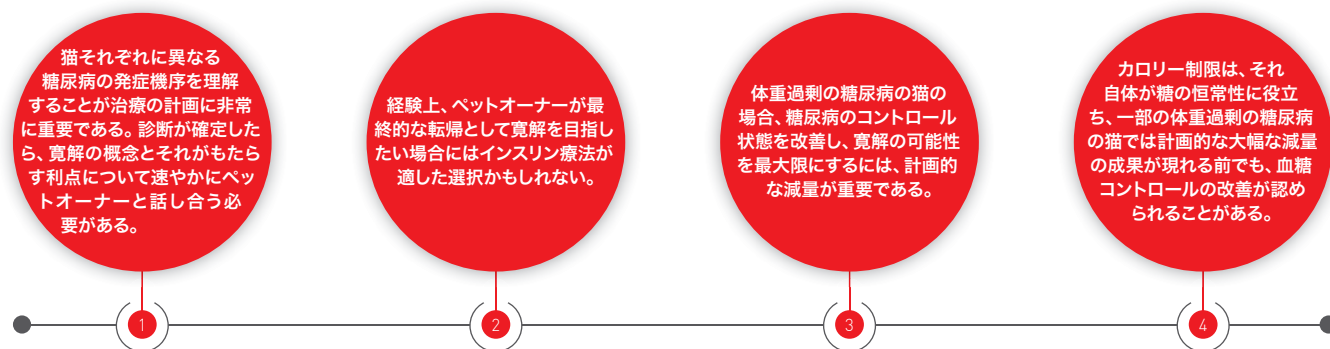 猫それぞれに異なる
糖尿病の発症機序を理解
することが治療の計画に非常
に重要である。診断が確定した
ら、寛解の概念とそれがもたら
す利点について速やかにペッ
トオーナーと話し合う必
要がある。
1
経験上、ペットオーナーが最
終的な転帰として寛解を目指し
たい場合にはインスリン療法が
適した選択かもしれない。
2
体重過剰の糖尿病の猫の
場合、糖尿病のコントロール
状態を改善し、寛解の可能性
を最大限にするには、計画的
な減量が重要である。
3
カロリー制限は、それ
自体が糖の恒常性に役立
ち、一部の体重過剰の糖尿病
の猫では計画的な大幅な減量
の成果が現れる前でも、血糖
コントロールの改善が認め
られることがある。
4